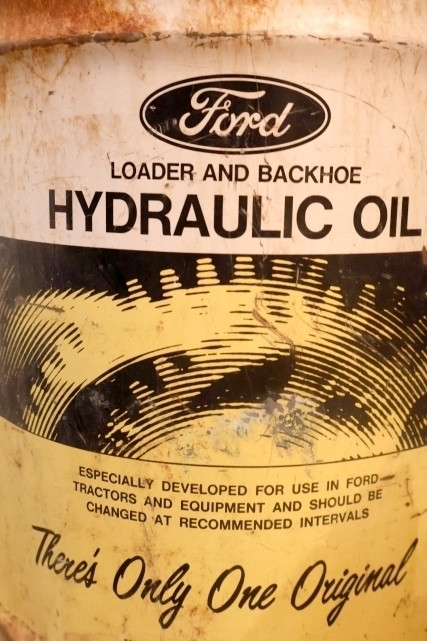 Ford
LOADER AND BACKHOE
HYDRAULIC OIL
ESPECIALLY DEVELOPED FOR USE IN FORD
TRACTORS AND EQUIPMENT AND SHOULD BE
CHANGED AT RECOMMENDED INTERVALS
There's Only One Original